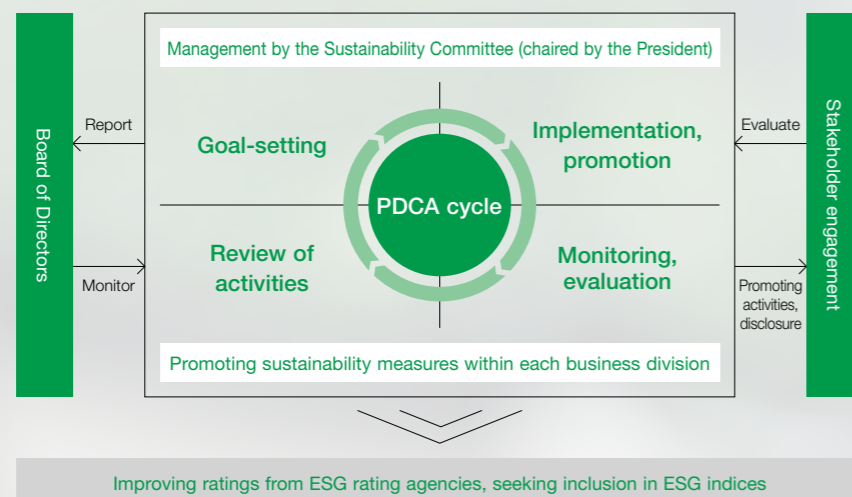 Management by the Sustainability Committee (chaired by the President)
Board of Directors
Report
Monitor
Goal-setting
Implementation,
promotion
PDCA cycle
Review of
activities
Monitoring,
evaluation
Evaluate
Promoting
activities,
disclosure
Stakeholder engagement
Promoting sustainability measures within each business division
Improving ratings from ESG rating agencies, seeking inclusion in ESG indices